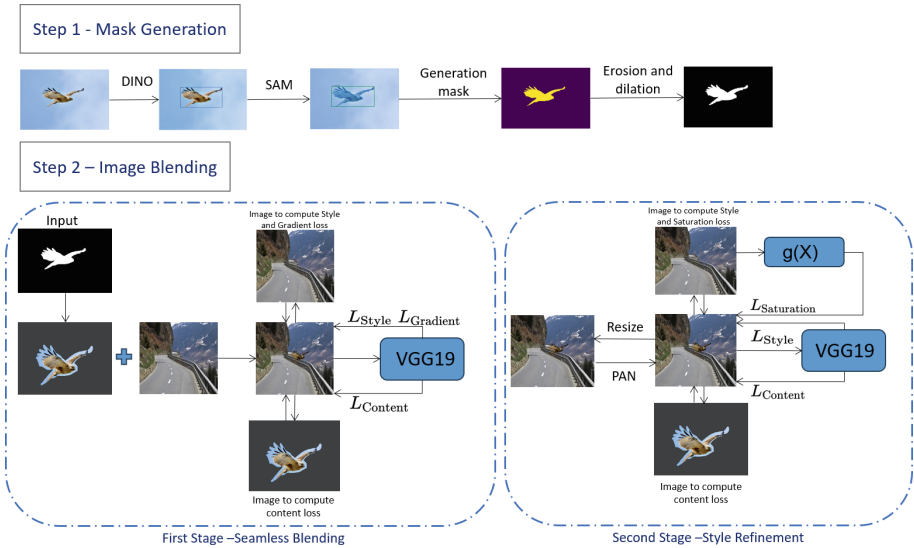 Step 1 - Mask Generation
DINO
SAM
Generation
mask
Erosion and
dilation
Step 2 – Image Blending
Input
Image to compute Style
and Gradient loss
L_Style L_Gradient
VGG19
L_Content
Image to compute
content loss
First Stage –Seamless Blending
Image to compute Style
and Saturation loss
g(X)
L_Saturation
Resize
L_Style
VGG19
PAN
L_Content
Image to compute
content loss
Second Stage –Style Refinement